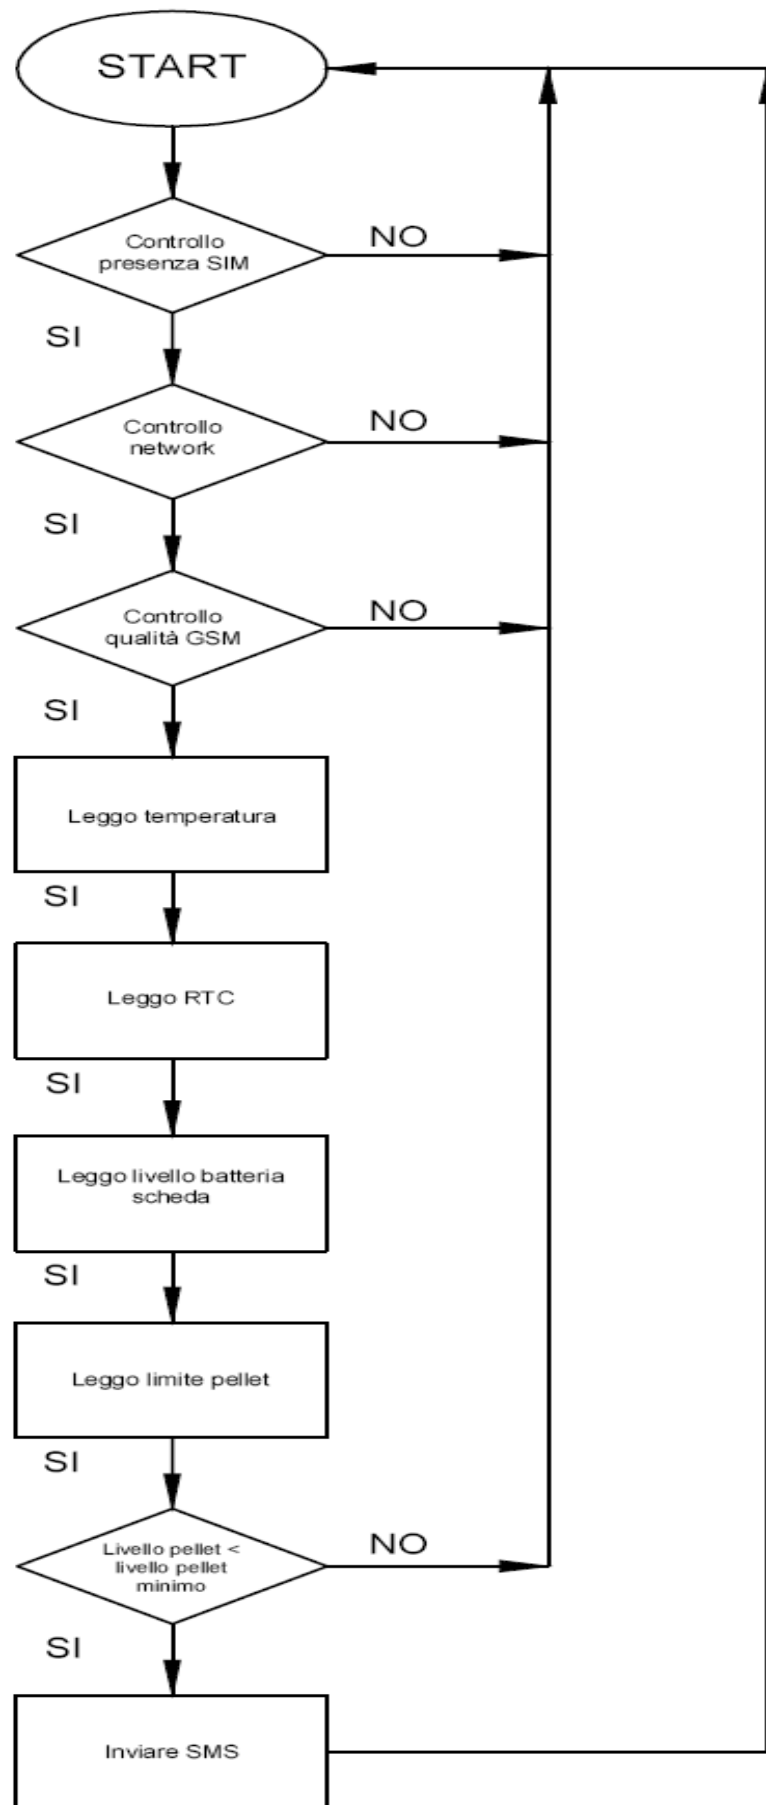 START
Controllo
presenza SIM
NO
SI
Controllo
network
NO
SI
Controllo
qualità GSM
NO
SI
Leggo temperatura
SI
Leggo RTC
SI
Leggo livello batteria
scheda
SI
Leggo limite pellet
SI
Livello pellet <
livello pellet
minimo
NO
SI
Inviare SMS